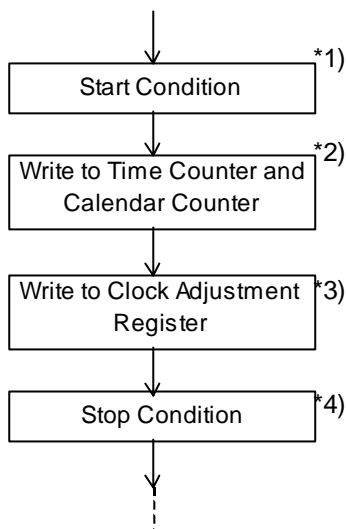 *1)
Start Condition
*2)
Write to Time Counter and
Calendar Counter
*3)
Write to Clock Adjustment
Register
*4)
Stop Condition